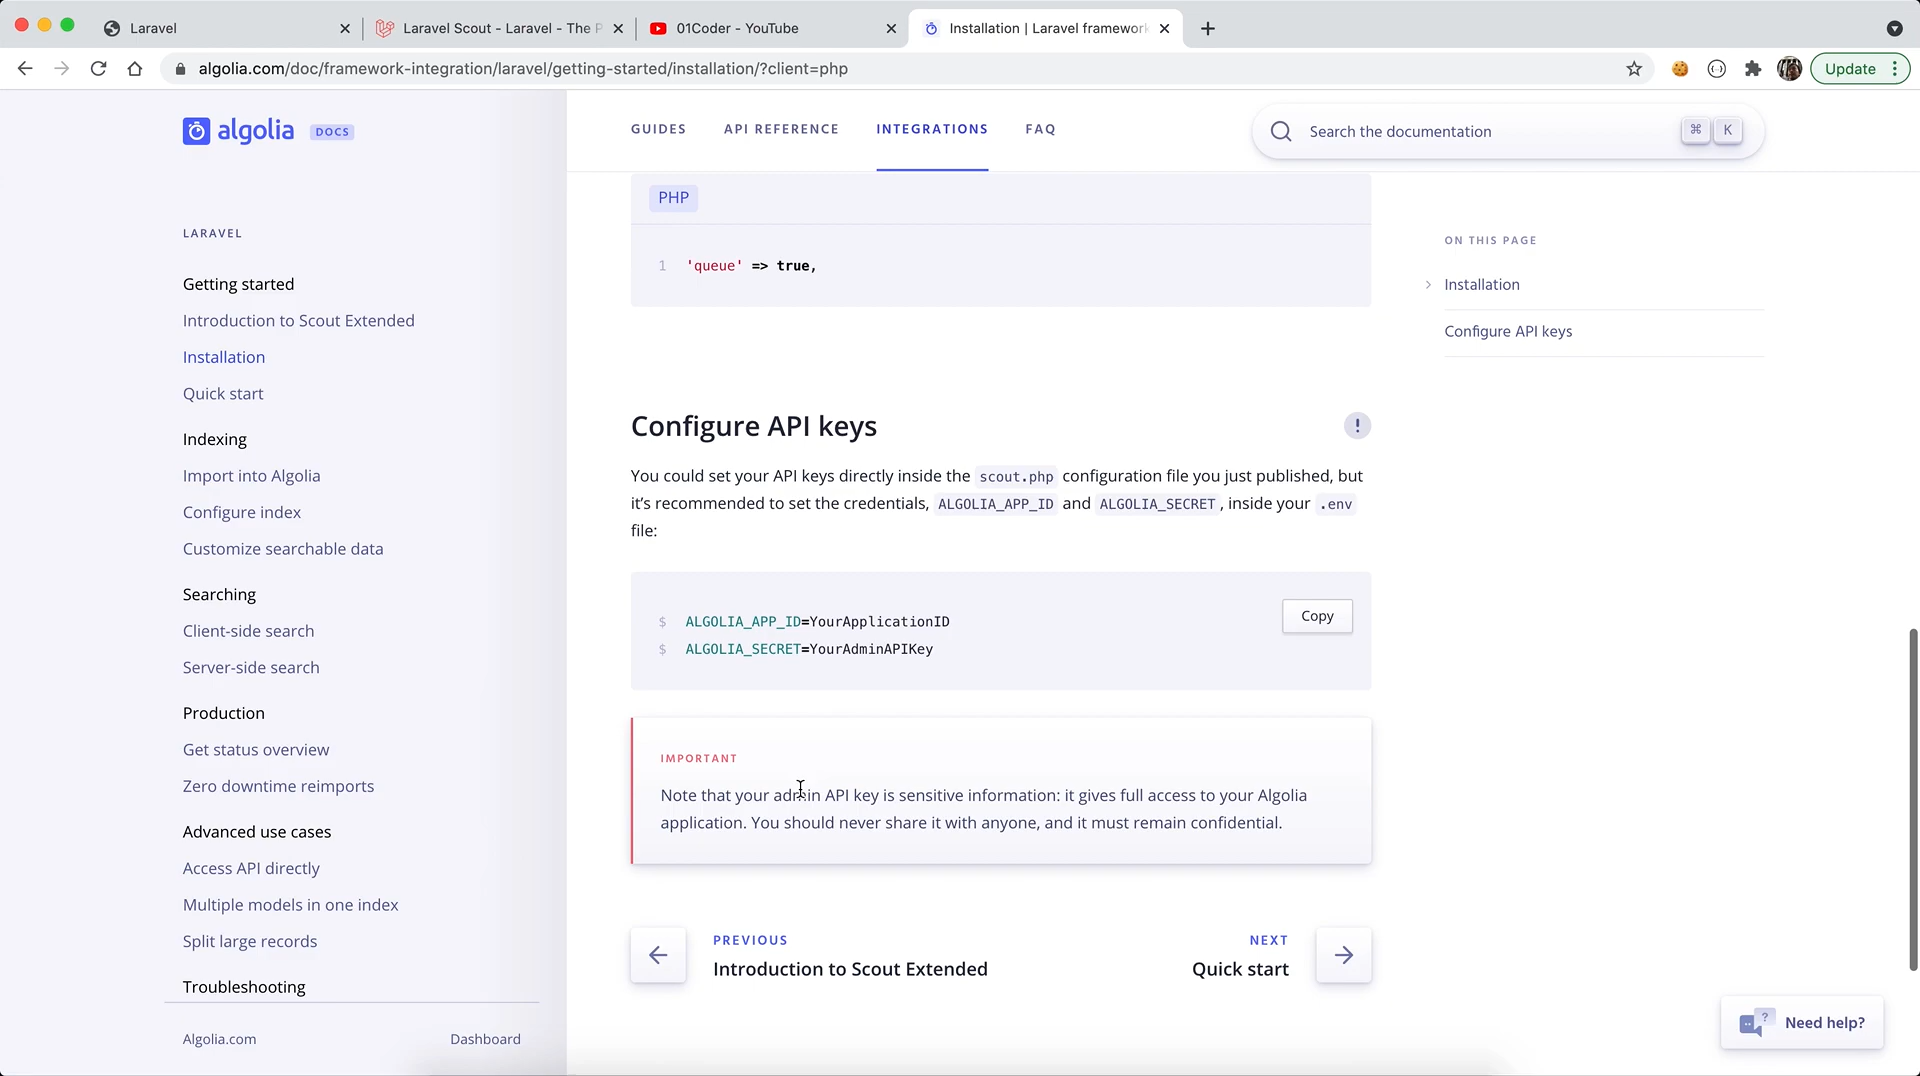 Laravel
Laravel Scout - Laravel - The P
01Coder - YouTube
Installation | Laravel framework
algolia.com/doc/framework-integration/laravel/getting-started/installation/?client=php
Update
algolia DOCS
GUIDES
API REFERENCE
INTEGRATIONS
FAQ
Search the documentation
⌘ K
LARAVEL
Getting started
Introduction to Scout Extended
Installation
Quick start
Indexing
Import into Algolia
Configure index
Customize searchable data
Searching
Client-side search
Server-side search
Production
Get status overview
Zero downtime reimports
Advanced use cases
Access API directly
Multiple models in one index
Split large records
Troubleshooting
Algolia.com
Dashboard
PHP
1 'queue' => true,
Configure API keys
!
You could set your API keys directly inside the scout.php configuration file you just published, but
it’s recommended to set the credentials, ALGOLIA_APP_ID and ALGOLIA_SECRET, inside your .env
file:
$ ALGOLIA_APP_ID=YourApplicationID
$ ALGOLIA_SECRET=YourAdminAPIKey
Copy
IMPORTANT
Note that your admin API key is sensitive information: it gives full access to your Algolia
application. You should never share it with anyone, and it must remain confidential.
PREVIOUS
Introduction to Scout Extended
NEXT
Quick start
ON THIS PAGE
Installation
Configure API keys
Need help?